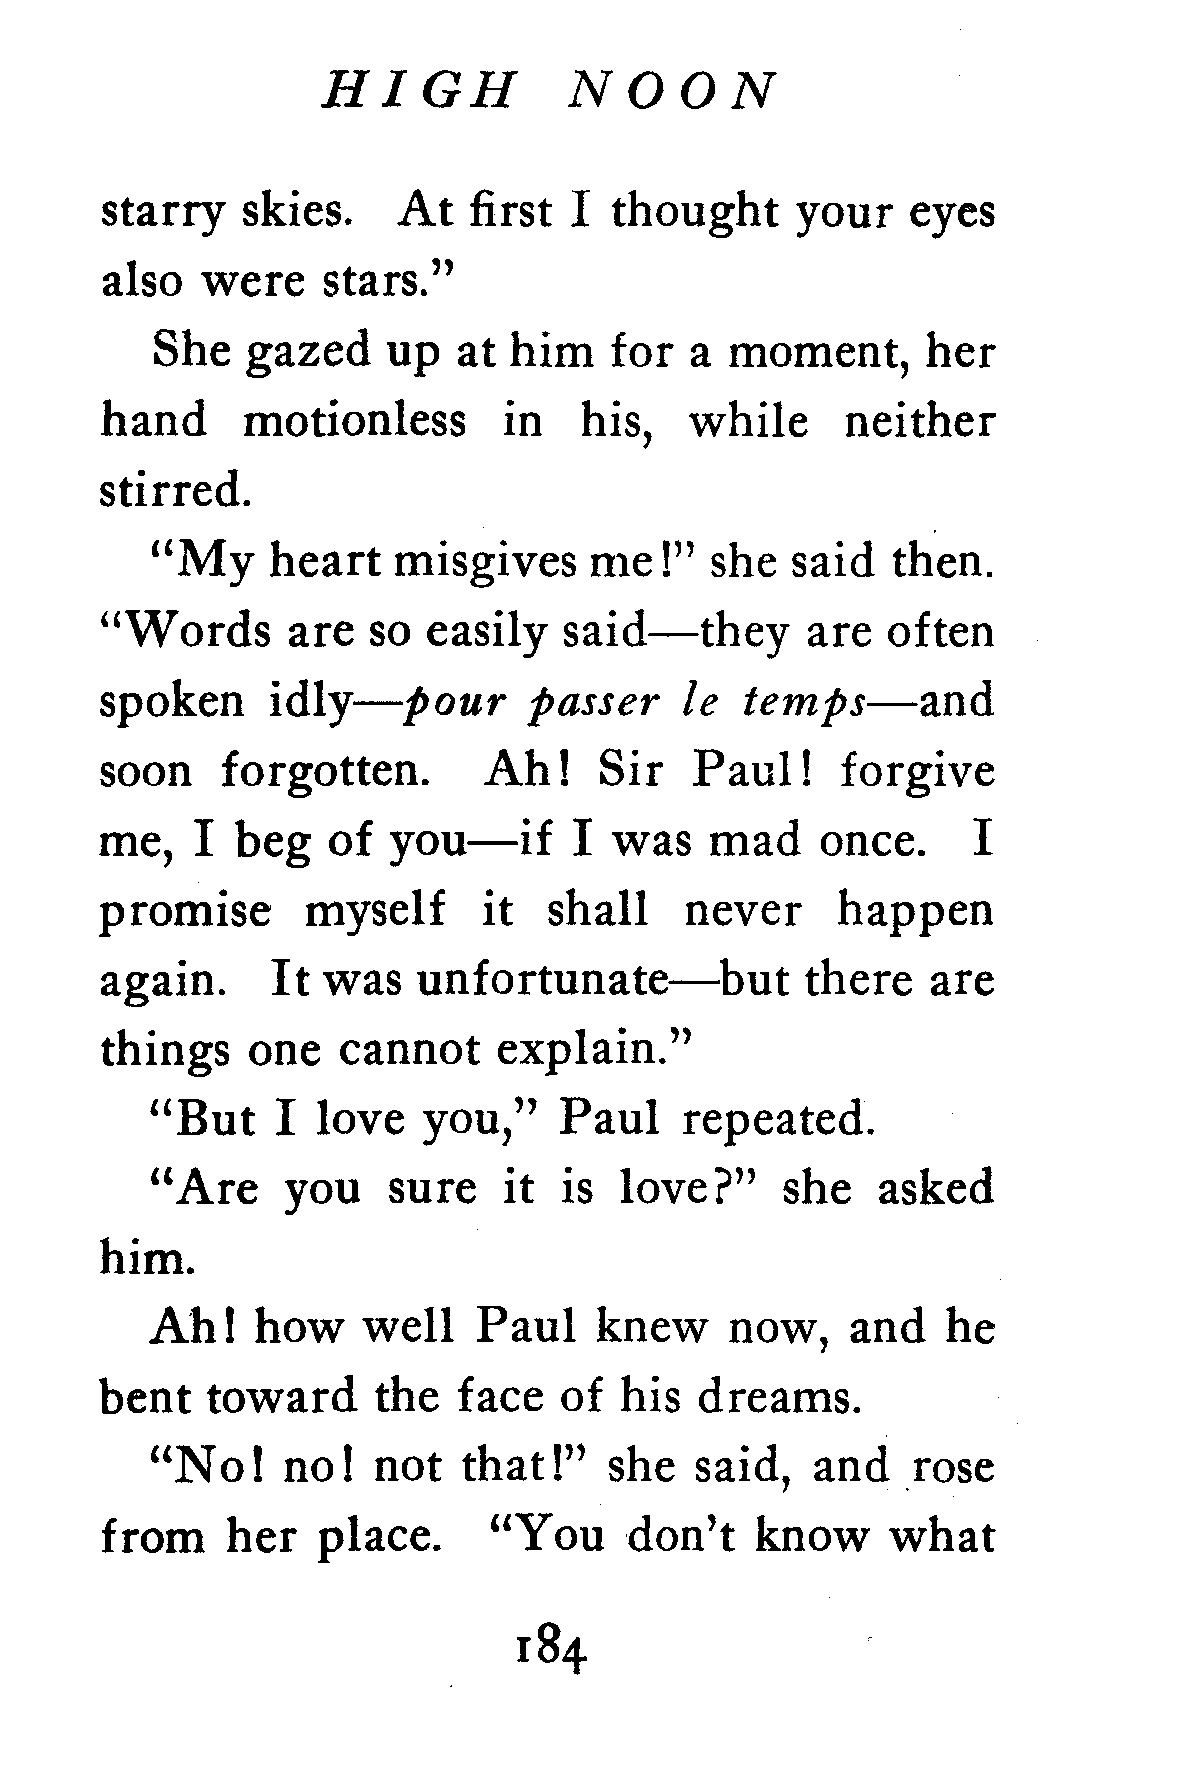 HIGH NOON
starry skies. At first I thought your eyes
also were stars.”
She gazed up at him for a moment, her
hand motionless in his, while neither
stirred.
“My heart misgives me!” she said then.
“Words are so easily said—they are often
spoken idly—pour passer le temps—and
soon forgotten. Ah! Sir Paul! forgive
me, I beg of you—if I was mad once. I
promise myself it shall never happen
again. It was unfortunate—but there are
things one cannot explain.”
“But I love you,” Paul repeated.
“Are you sure it is love?” she asked
him.
Ah! how well Paul knew now, and he
bent toward the face of his dreams.
“No! no! not that!” she said, and rose
from her place. “You don’t know what
184